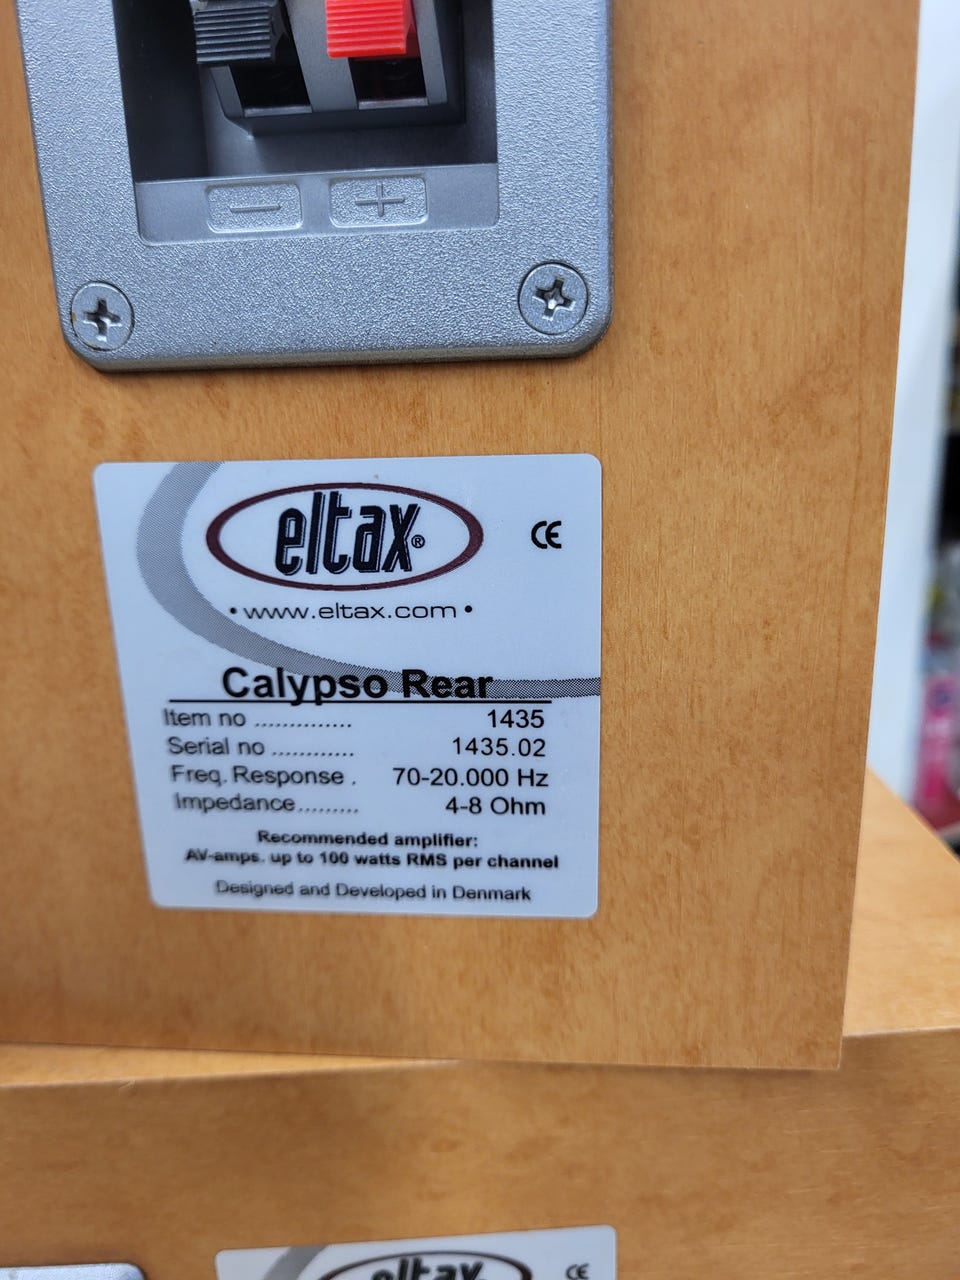 − +
eltax®
CE
• www.eltax.com •
Calypso Rear
Item no .............. 1435
Serial no ............ 1435.02
Freq. Response . 70-20.000 Hz
Impedance......... 4-8 Ohm
Recommended amplifier:
AV-amps. up to 100 watts RMS per channel
Designed and Developed in Denmark
eltax
CE